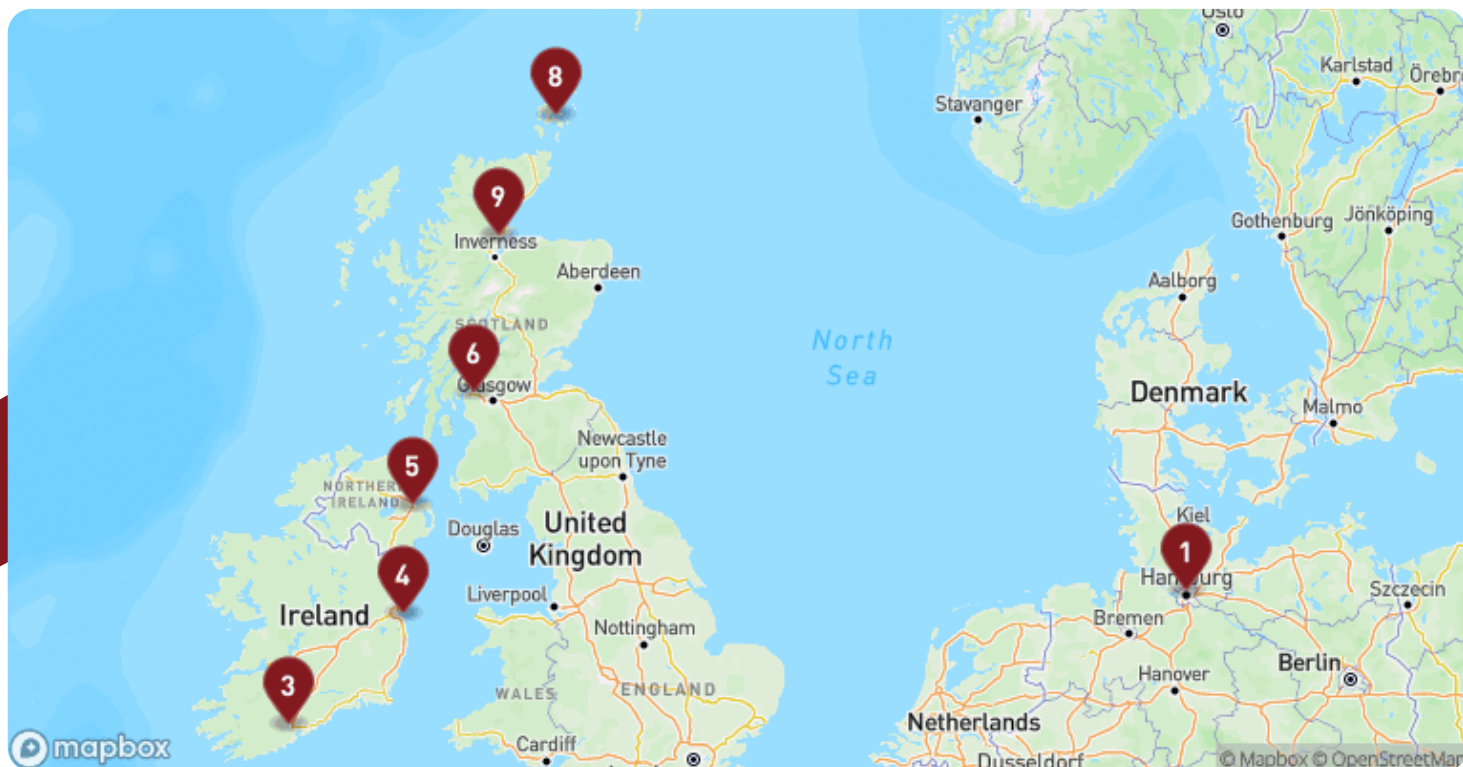 Oslo
8
Karlstad
Stavanger
9
Gothenburg
Jönköping
Inverness
Aberdeen
Aalborg
SCOTLAND
North
Sea
6
Glasgow
Denmark
Malmo
Newcastle
upon Tyne
5
NORTHERN
IRELAND
Douglas
United
Kingdom
Kiel
1
Hamburg
4
Liverpool
Szczecin
Ireland
Bremen
Nottingham
Berlin
3
Hanover
WALES
ENGLAND
Netherlands
Cardiff
Dusseldorf
mapbox
© Mapbox © OpenStreetMap